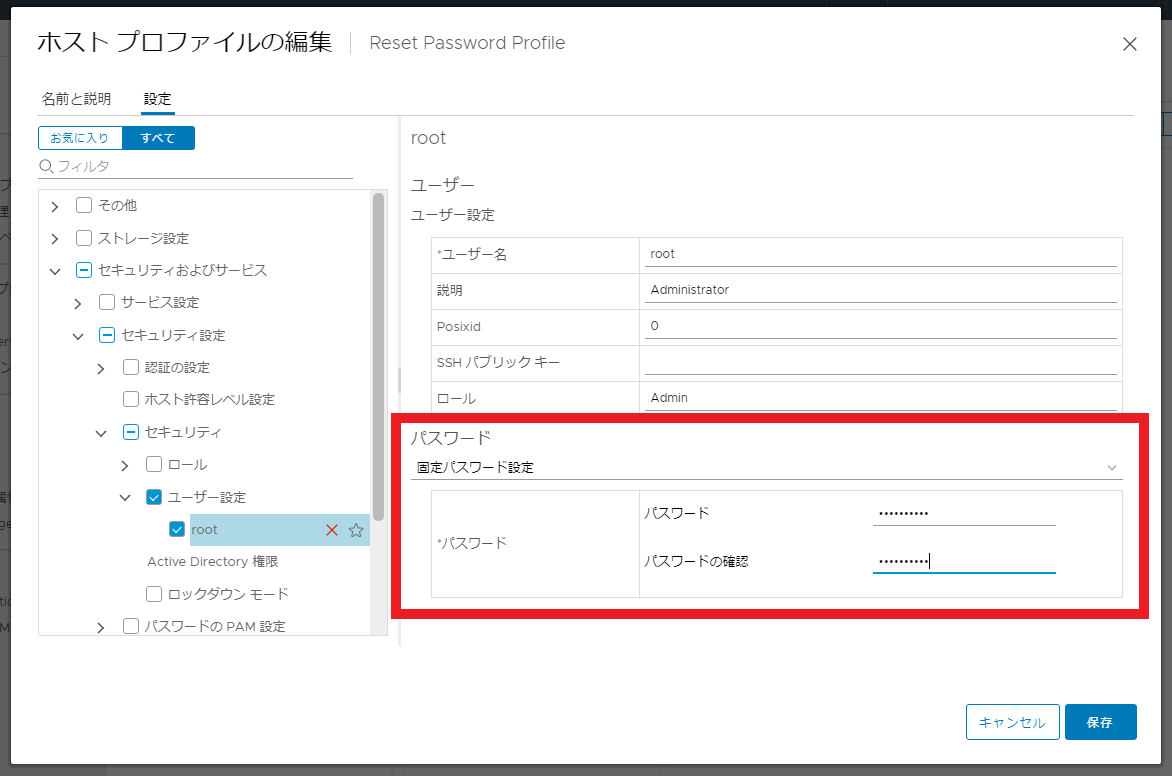 ホスト プロファイルの編集 Reset Password Profile
名前と説明 設定
お気に入り すべて
フィルタ
その他
ストレージ設定
セキュリティおよびサービス
サービス設定
セキュリティ設定
認証の設定
ホスト許容レベル設定
セキュリティ
ロール
ユーザー設定
root
Active Directory 権限
ロックダウン モード
パスワードの PAM 設定
root
ユーザー
ユーザー設定
*ユーザー名 root
説明 Administrator
Posixid 0
SSH パブリック キー
ロール Admin
パスワード
固定パスワード設定
*パスワード
パスワード ••••••••••
パスワードの確認 ••••••••••
キャンセル 保存